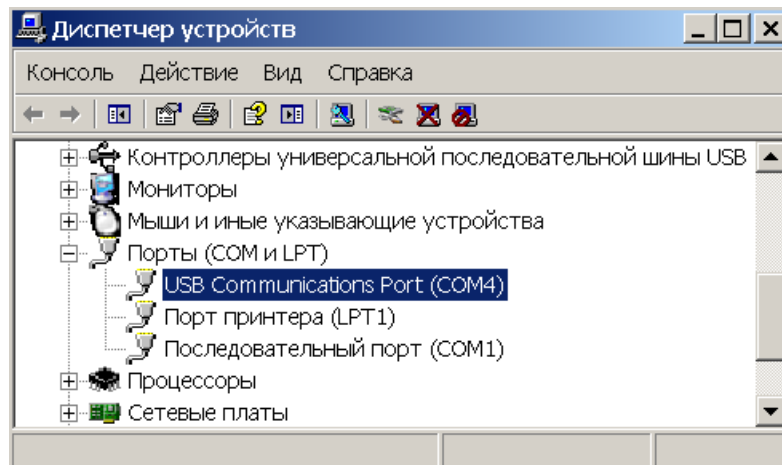 Диспетчер устройств
Консоль Действие Вид Справка
Контроллеры универсальной последовательной шины USB
Мониторы
Мыши и иные указывающие устройства
Порты (COM и LPT)
USB Communications Port (COM4)
Порт принтера (LPT1)
Последовательный порт (COM1)
Процессоры
Сетевые платы